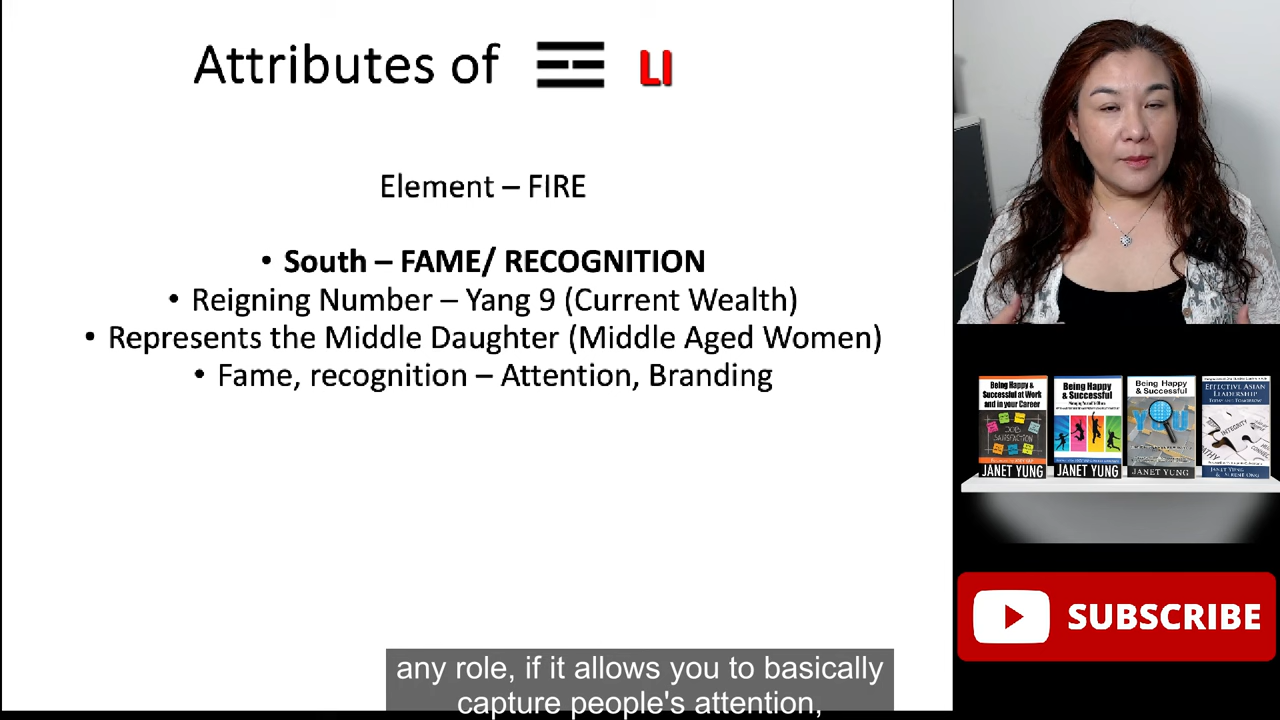 Attributes of LI
Element – FIRE
• South – FAME/ RECOGNITION
• Reigning Number – Yang 9 (Current Wealth)
• Represents the Middle Daughter (Middle Aged Women)
• Fame, recognition – Attention, Branding
Being Happy
& Successful at Work
and in your Career
JOB
SATISFACTION
JANET YUNG
Being Happy
& Successful
JANET YUNG
Being Happy
& Successful
YOU
JANET YUNG
EFFECTIVE ASIAN
LEADERSHIP
INTEGRITY
JANET YUNG
SUBSCRIBE
any role, if it allows you to basically
capture people's attention,